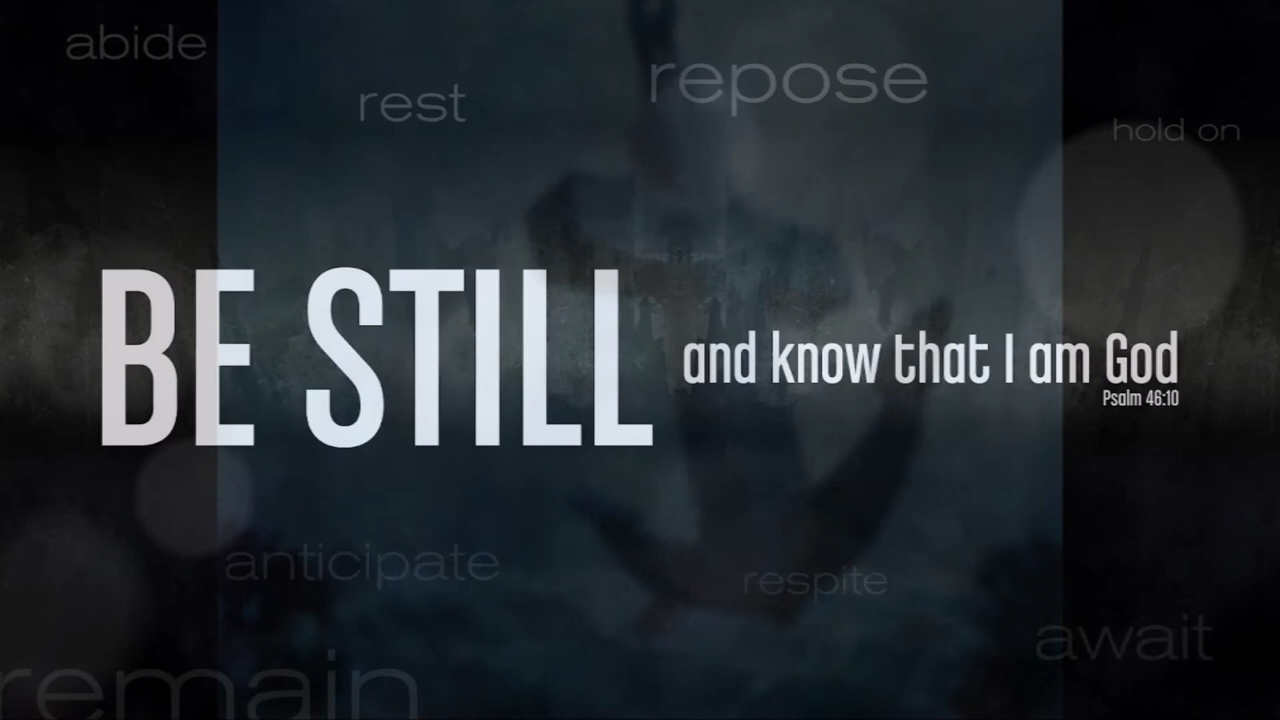 abide
rest
repose
hold on
BE STILL and know that I am God
Psalm 46:10
anticipate
respite
await
remain